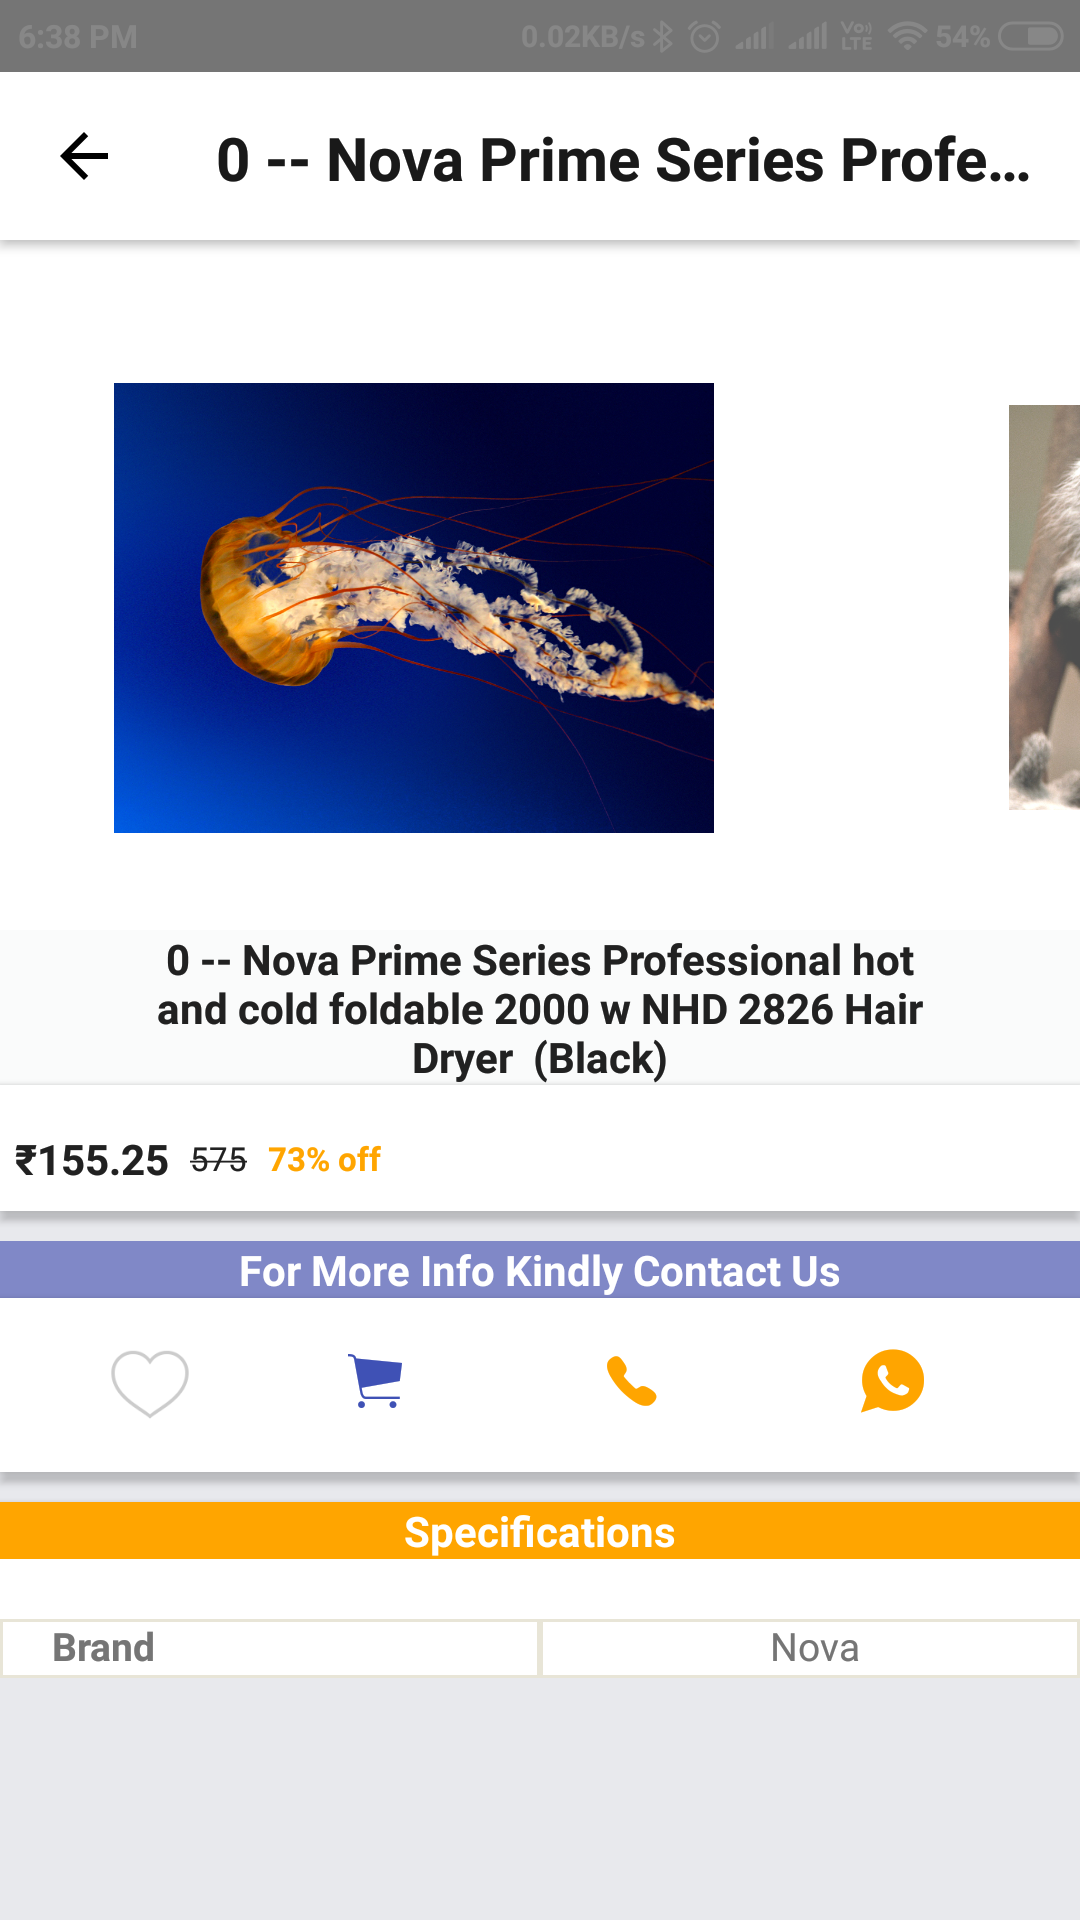 6:38 PM 0.02KB/s Vo)) LTE 54%
0 -- Nova Prime Series Profe...
0 -- Nova Prime Series Professional hot
and cold foldable 2000 w NHD 2826 Hair
Dryer (Black)
₹155.25 575 73% off
For More Info Kindly Contact Us
Specifications
Brand Nova